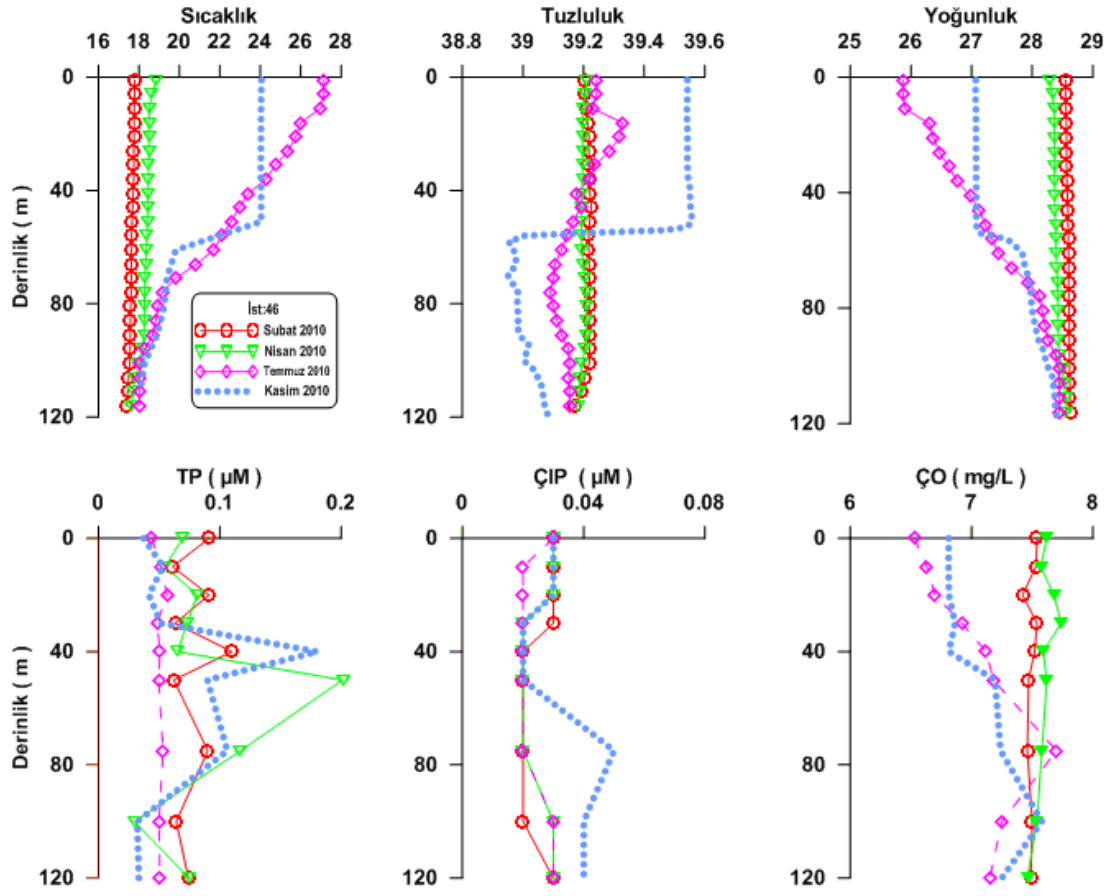 Sıcaklık Tuzluluk Yoğunluk
16 18 20 22 24 26 28 38.8 39 39.2 39.4 39.6 25 26 27 28 29
0 0 0
40 40 40
Derinlik ( m )
80 80 80
İst:46
Subat 2010
Nisan 2010
Temmuz 2010
Kasim 2010
120 120 120
TP ( µM ) ÇIP ( µM ) ÇO ( mg/L )
0 0.1 0.2 0 0.04 0.08 6 7 8
0 0 0
40 40 40
Derinlik ( m )
80 80 80
120 120 120